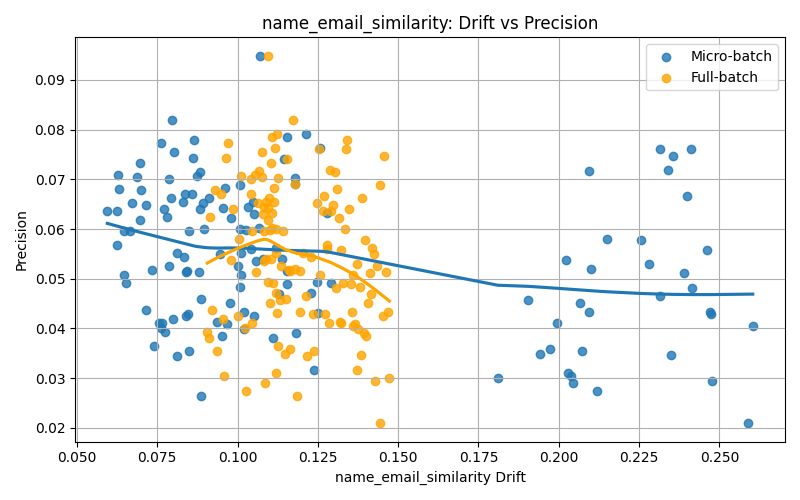 name_email_similarity: Drift vs Precision
Micro-batch
Full-batch
Precision
0.09
0.08
0.07
0.06
0.05
0.04
0.03
0.02
0.050 0.075 0.100 0.125 0.150 0.175 0.200 0.225 0.250
name_email_similarity Drift